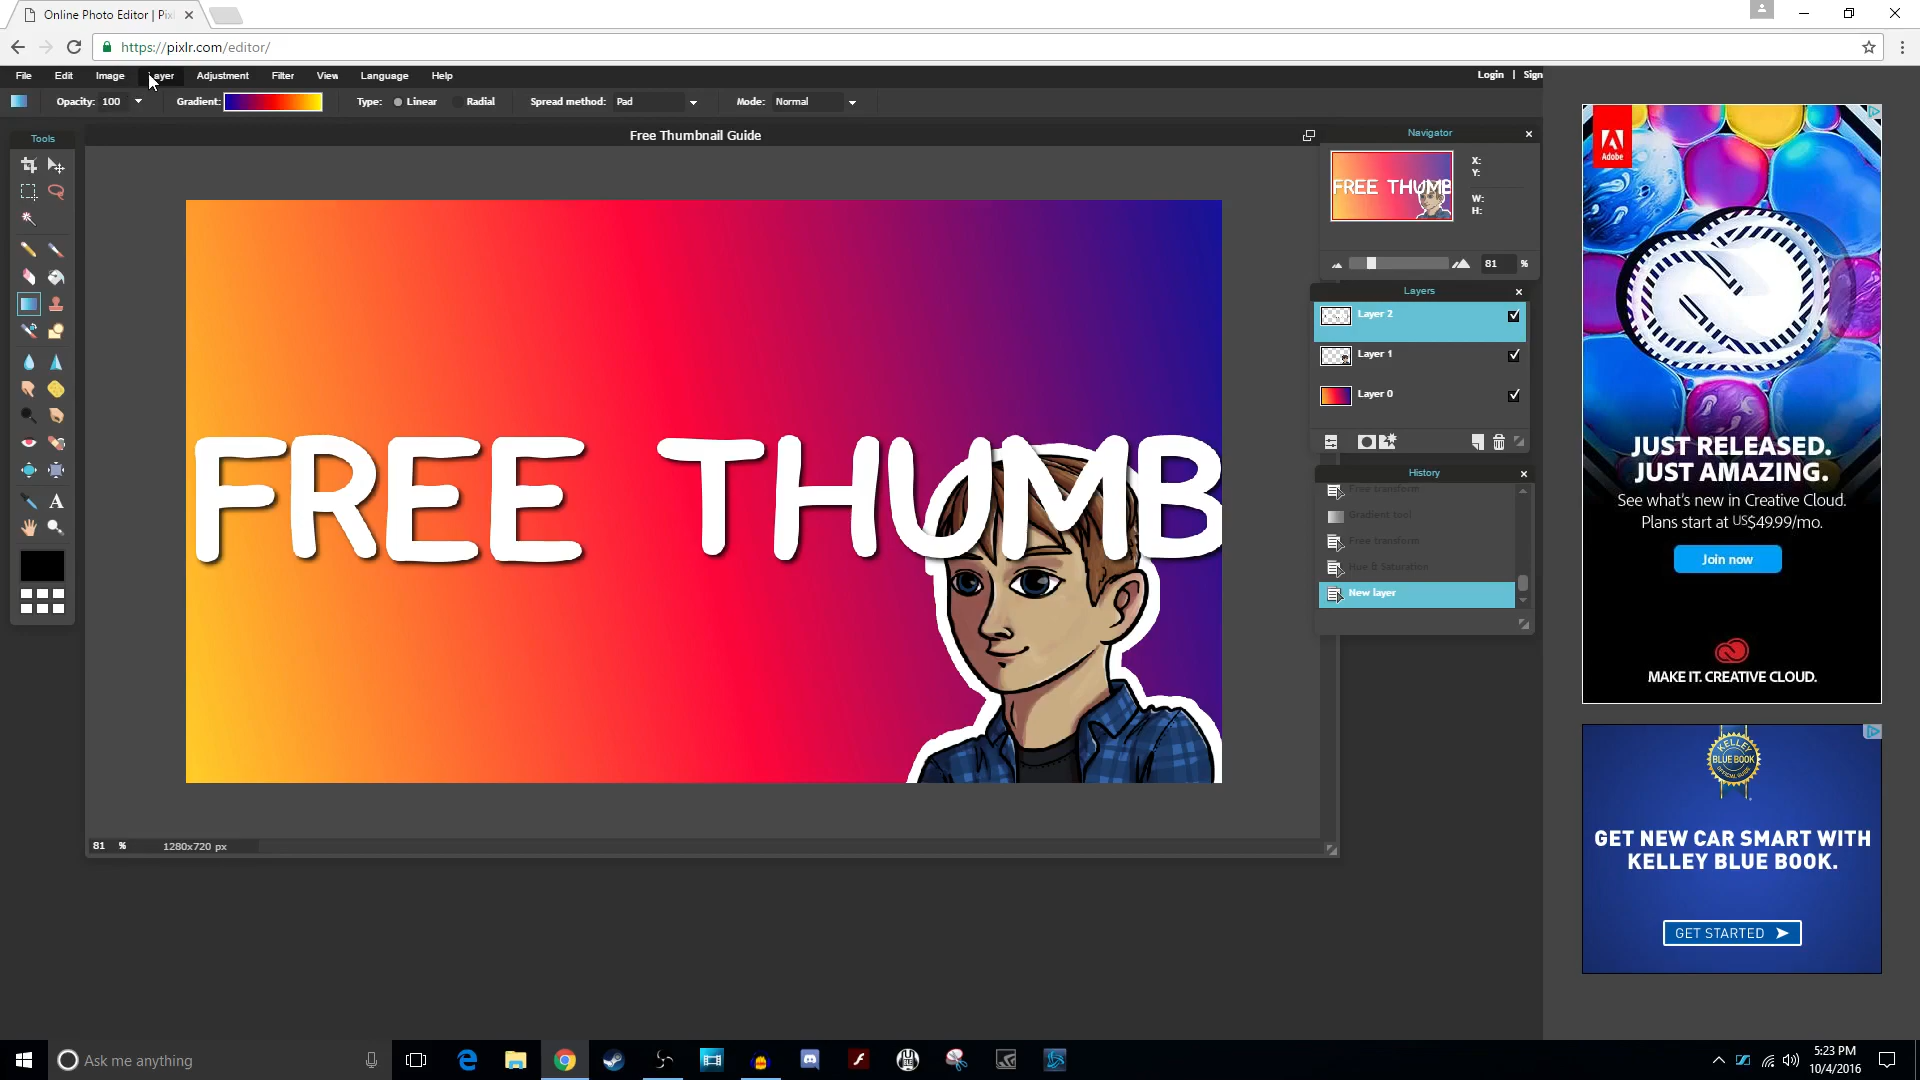 Online Photo Editor | Pix
https://pixlr.com/editor/
File Edit Image Layer Adjustment Filter View Language Help
Login | Sign
Opacity: 100 Gradient: Type: Linear Radial Spread method: Pad Mode: Normal
Tools
Free Thumbnail Guide
Navigator
X:
Y:
W:
H:
81 %
FREE THUMB
Layers
Layer 2
Layer 1
Layer 0
History
Free transform
Gradient tool
Free transform
Hue & Saturation
New layer
FREE THUMB
81 % 1280x720 px
Adobe
JUST RELEASED.
JUST AMAZING.
See what's new in Creative Cloud.
Plans start at US$49.99/mo.
Join now
MAKE IT. CREATIVE CLOUD.
KELLEY
BLUE BOOK
GET NEW CAR SMART WITH
KELLEY BLUE BOOK.
GET STARTED
Ask me anything
5:23 PM
10/4/2016